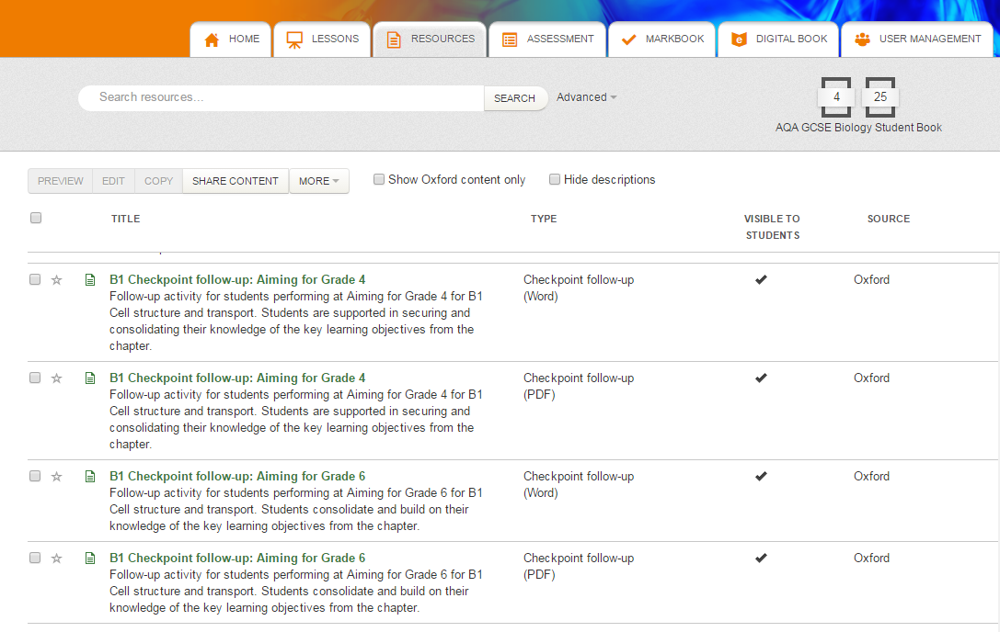 HOME LESSONS RESOURCES ASSESSMENT MARKBOOK DIGITAL BOOK USER MANAGEMENT
Search resources... SEARCH Advanced
4 25
AQA GCSE Biology Student Book
PREVIEW EDIT COPY SHARE CONTENT MORE Show Oxford content only Hide descriptions
TITLE TYPE VISIBLE TO STUDENTS SOURCE
B1 Checkpoint follow-up: Aiming for Grade 4 Checkpoint follow-up Oxford
Follow-up activity for students performing at Aiming for Grade 4 for B1 (Word)
Cell structure and transport. Students are supported in securing and
consolidating their knowledge of the key learning objectives from the
chapter.
B1 Checkpoint follow-up: Aiming for Grade 4 Checkpoint follow-up Oxford
Follow-up activity for students performing at Aiming for Grade 4 for B1 (PDF)
Cell structure and transport. Students are supported in securing and
consolidating their knowledge of the key learning objectives from the
chapter.
B1 Checkpoint follow-up: Aiming for Grade 6 Checkpoint follow-up Oxford
Follow-up activity for students performing at Aiming for Grade 6 for B1 (Word)
Cell structure and transport. Students consolidate and build on their
knowledge of the key learning objectives from the chapter.
B1 Checkpoint follow-up: Aiming for Grade 6 Checkpoint follow-up Oxford
Follow-up activity for students performing at Aiming for Grade 6 for B1 (PDF)
Cell structure and transport. Students consolidate and build on their
knowledge of the key learning objectives from the chapter.